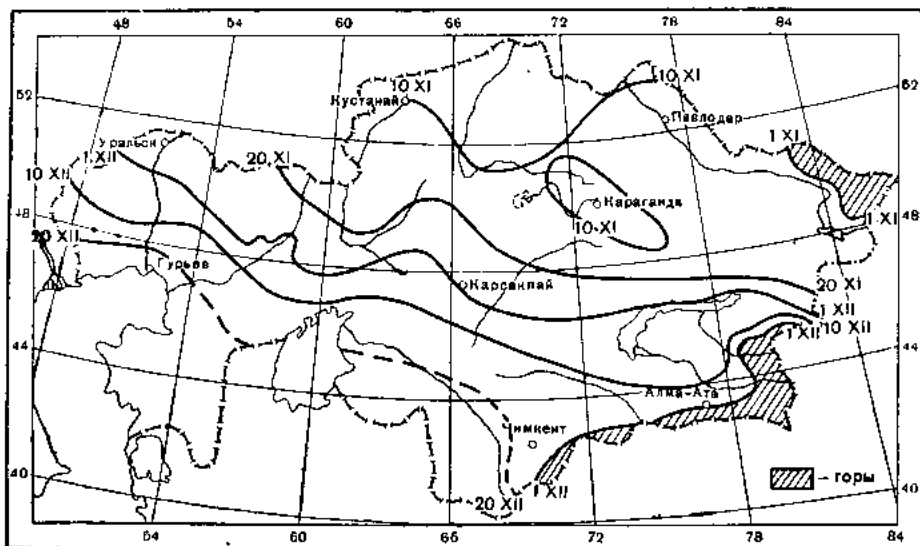 48 54 60 66 72 78 84
52
10 XI
Кустанай
10 XI
Павлодар
1 XI
Уральск
1 XII
20 XI
10 XII
48
Караганда
10-XI
48
1 XI
20 XII
Гурьев
Карсакпай
20 XI
1 XII
10 XII
1 XII
44
44
Алма-Ата
имкент
- горы
40
20 XII
1 XII
40
54 60 66 72 78 84